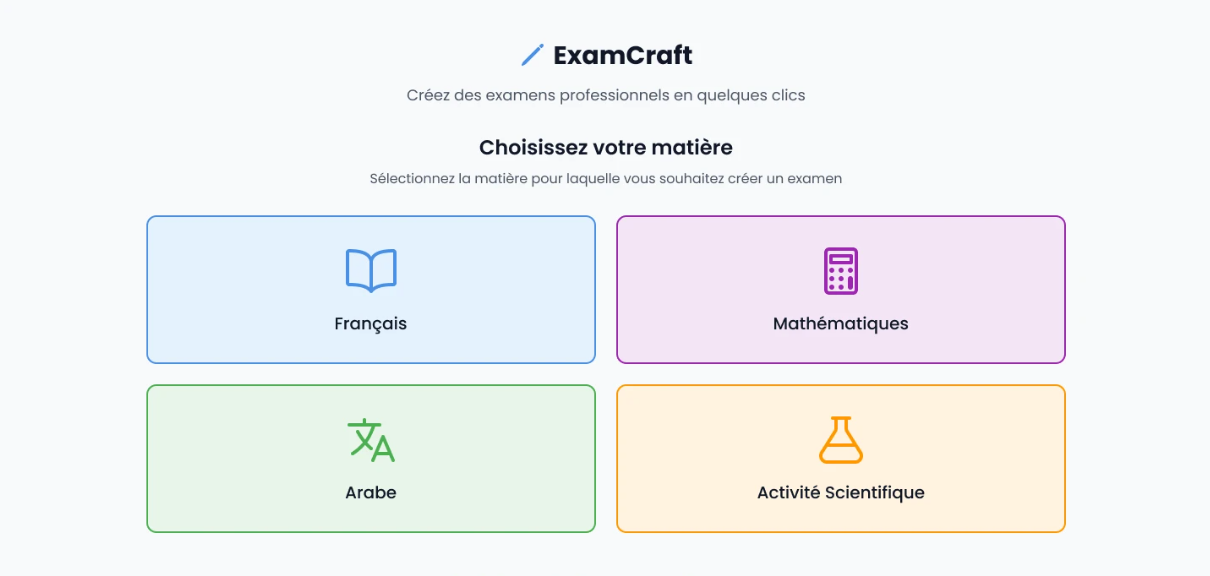 ExamCraft
Créez des examens professionnels en quelques clics
Choisissez votre matière
Sélectionnez la matière pour laquelle vous souhaitez créer un examen
Français
Mathématiques
Arabe
Activité Scientifique